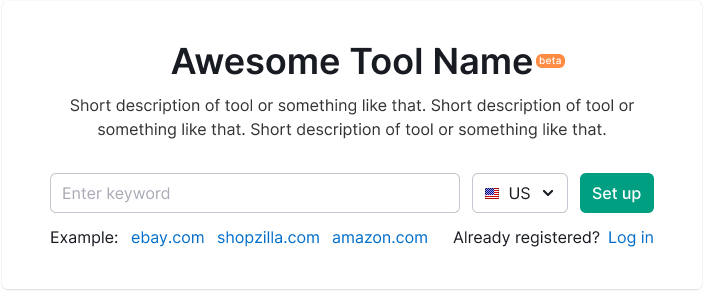 Awesome Tool Name beta
Short description of tool or something like that. Short description of tool or
something like that. Short description of tool or something like that.
Enter keyword US Set up
Example: ebay.com shopzilla.com amazon.com Already registered? Log in